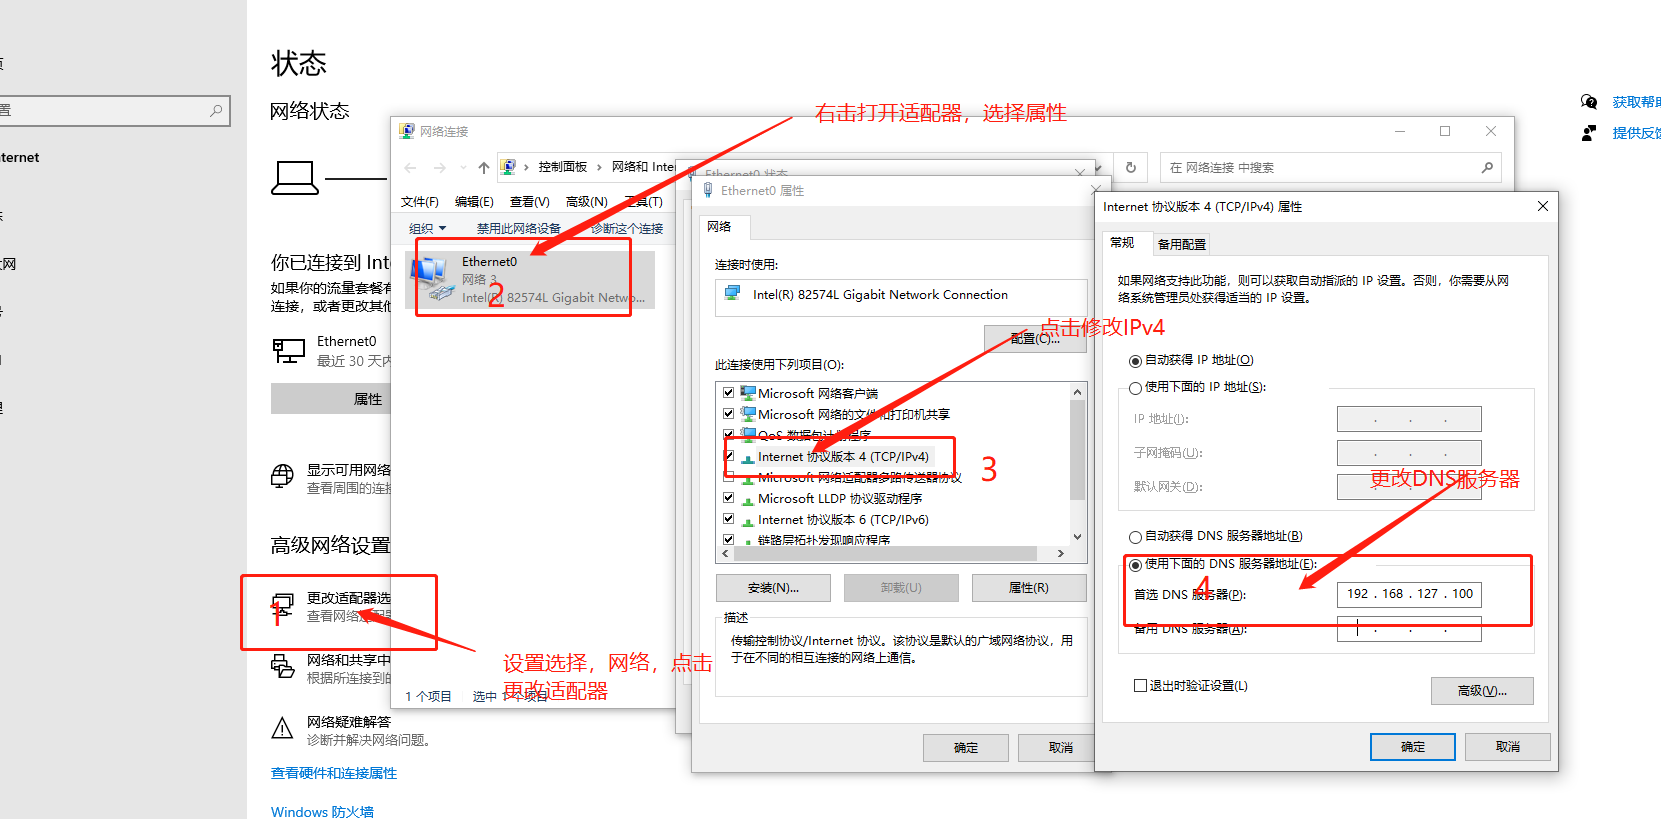 状态
网络状态
置
ternet
你已连接到 Int
如果你的流量套餐有
连接，或者更改其他
Ethernet0
最近 30 天内
属性
显示可用网络
查看周围的连接
高级网络设置
更改适配器选
查看网络适配器
网络和共享中
根据所连接到的
网络疑难解答
诊断并解决网络问题。
查看硬件和连接属性
Windows 防火墙
1
设置选择，网络，点击
更改适配器
网络连接
控制面板 › 网络和 Inte
在 网络连接 中搜索
文件(F) 编辑(E) 查看(V) 高级(N) 工具(T)
组织 禁用此网络设备 诊断这个连接
Ethernet0
网络 3
Intel(R) 82574L Gigabit Netwo...
2
1 个项目 选中 1 个项目
右击打开适配器，选择属性
Ethernet0 状态
Ethernet0 属性
网络
连接时使用:
Intel(R) 82574L Gigabit Network Connection
配置(C)...
点击修改IPv4
此连接使用下列项目(O):
Microsoft 网络客户端
Microsoft 网络的文件和打印机共享
QoS 数据包计划程序
Internet 协议版本 4 (TCP/IPv4)
Microsoft 网络适配器多路传送器协议
Microsoft LLDP 协议驱动程序
Internet 协议版本 6 (TCP/IPv6)
链路层拓扑发现响应程序
3
安装(N)... 卸载(U) 属性(R)
描述
传输控制协议/Internet 协议。该协议是默认的广域网络协议，用
于在不同的相互连接的网络上通信。
确定 取消
Internet 协议版本 4 (TCP/IPv4) 属性
常规 备用配置
如果网络支持此功能，则可以获取自动指派的 IP 设置。否则，你需要从网
络系统管理员处获得适当的 IP 设置。
自动获得 IP 地址(O)
使用下面的 IP 地址(S):
IP 地址(I):
子网掩码(U):
默认网关(D):
更改DNS服务器
自动获得 DNS 服务器地址(B)
使用下面的 DNS 服务器地址(E):
4
首选 DNS 服务器(P): 192 . 168 . 127 . 100
备用 DNS 服务器(A):
退出时验证设置(L)
高级(V)...
确定 取消
获取帮助
提供反馈